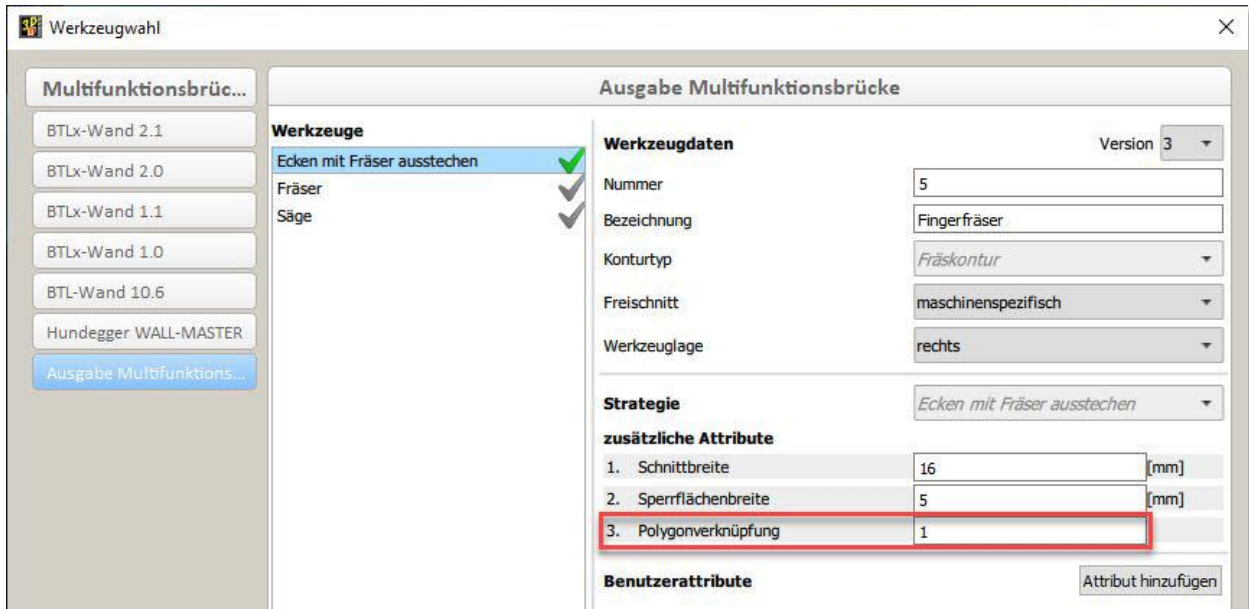 Werkzeugwahl
Multifunktionsbrüc...
BTLx-Wand 2.1
BTLx-Wand 2.0
BTLx-Wand 1.1
BTLx-Wand 1.0
BTL-Wand 10.6
Hundegger WALL-MASTER
Ausgabe Multifunktions...
Ausgabe Multifunktionsbrücke
Werkzeuge
Ecken mit Fräser ausstechen
Fräser
Säge
Werkzeugdaten Version 3
Nummer 5
Bezeichnung Fingerfräser
Konturtyp Fräskontur
Freischnitt maschinenspezifisch
Werkzeuglage rechts
Strategie Ecken mit Fräser ausstechen
zusätzliche Attribute
1. Schnittbreite 16 [mm]
2. Sperrflächenbreite 5 [mm]
3. Polygonverknüpfung 1
Benutzerattribute Attribut hinzufügen